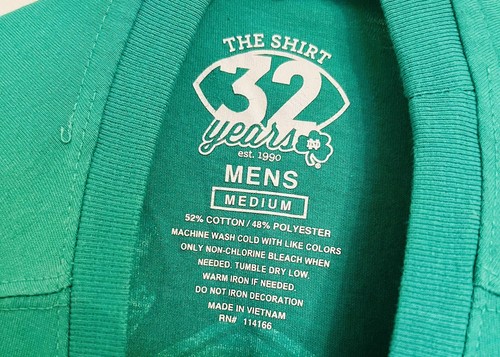 THE SHIRT
32
years
ND
®
est. 1990
MENS
MEDIUM
52% COTTON / 48% POLYESTER
MACHINE WASH COLD WITH LIKE COLORS
ONLY NON-CHLORINE BLEACH WHEN
NEEDED. TUMBLE DRY LOW.
WARM IRON IF NEEDED.
DO NOT IRON DECORATION
MADE IN VIETNAM
RN# 114166